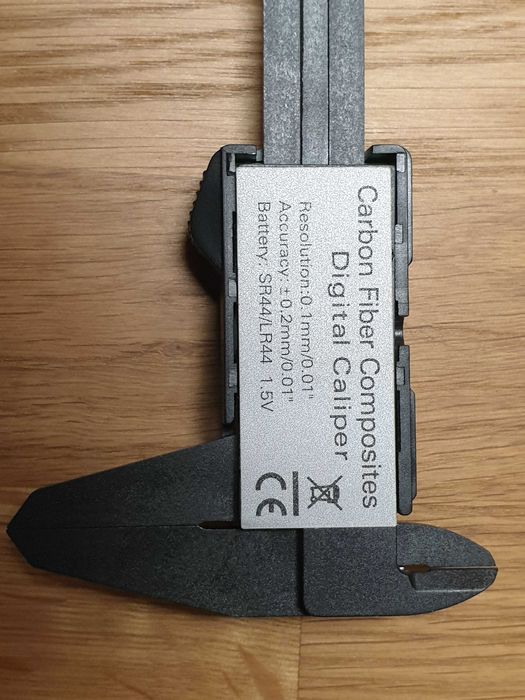 Carbon Fiber Composites
Digital Caliper
Resolution:0.1mm/0.01"
Accuracy: ± 0.2mm/0.01"
Battery: SR44/LR44 1.5V
CE